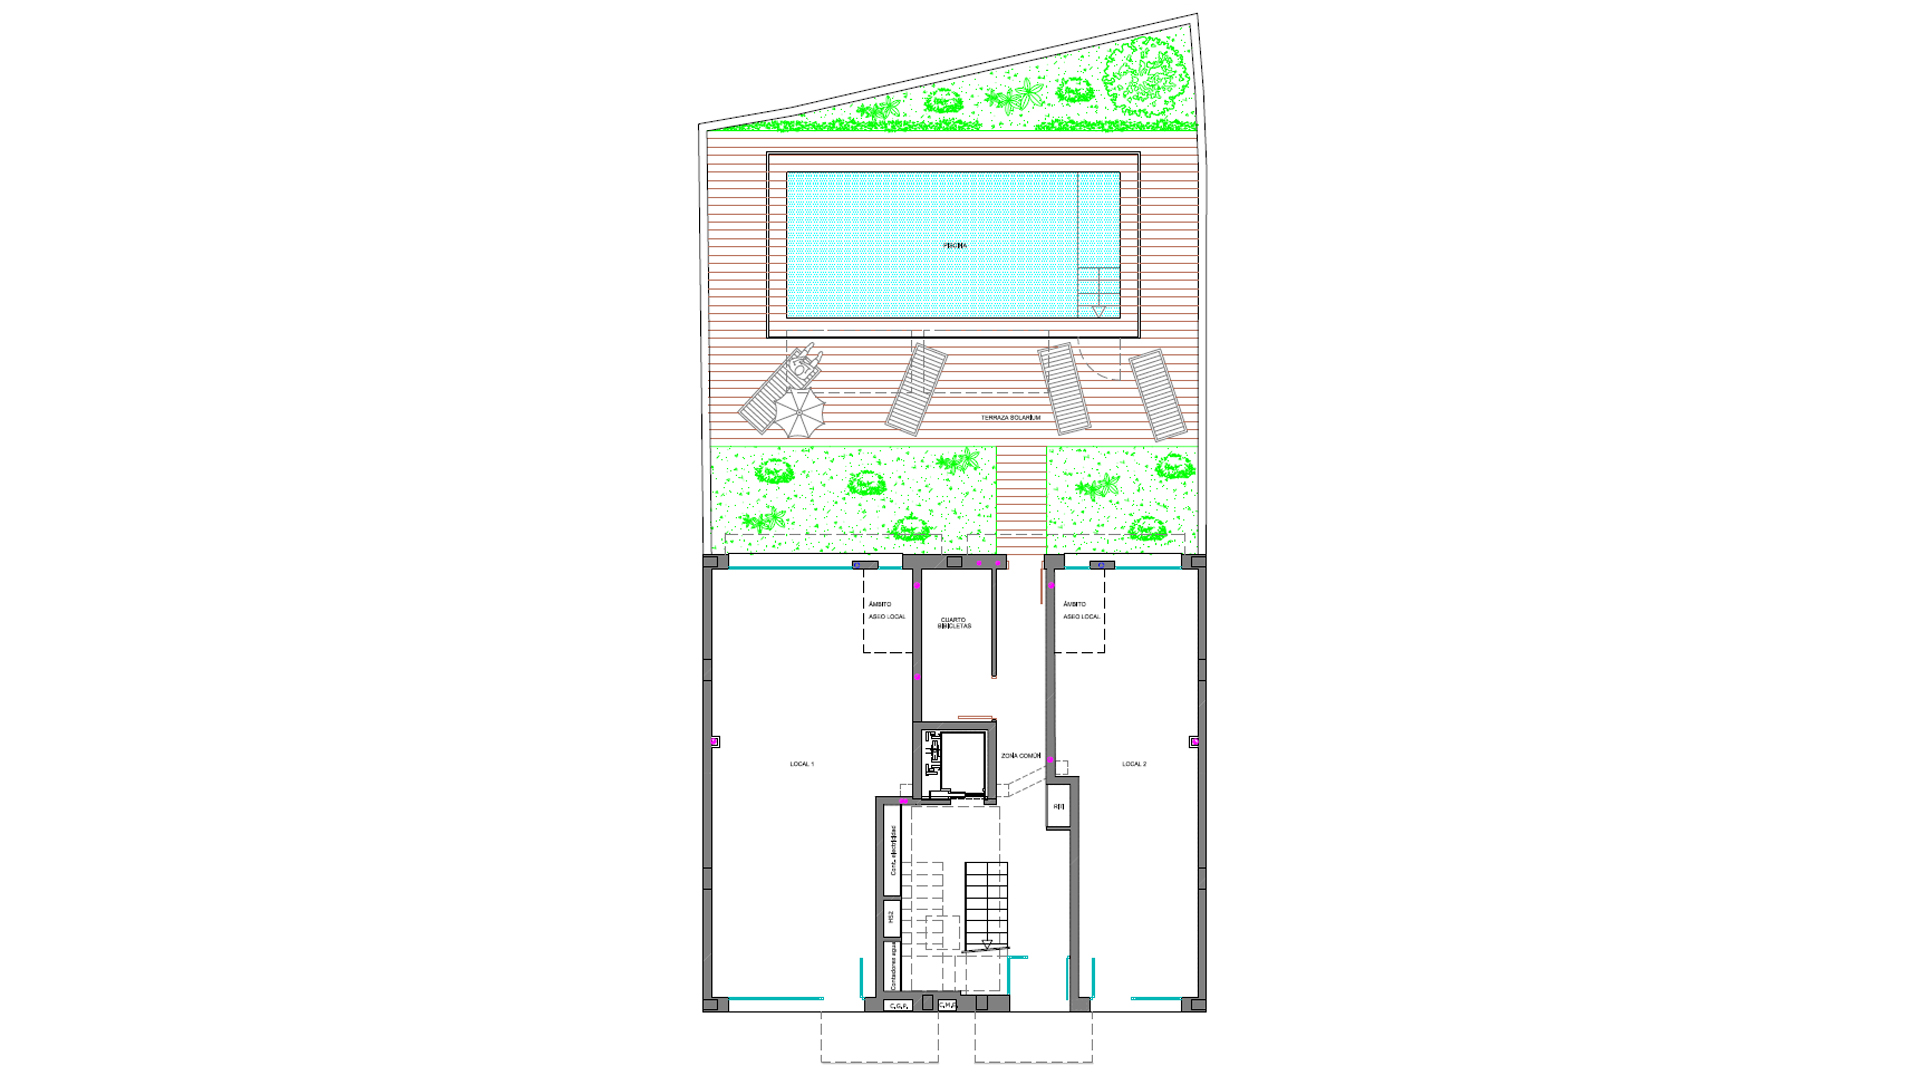 PISCINA
TERRAZA SOLARIUM
ÁMBITO
ASEO LOCAL
CUARTO
BIBICLETAS
ÁMBITO
ASEO LOCAL
ZONA COMÚN
LOCAL 1
LOCAL 2
RITI
Cont. electricidad
HS2
Contadores agua
C.G.P.